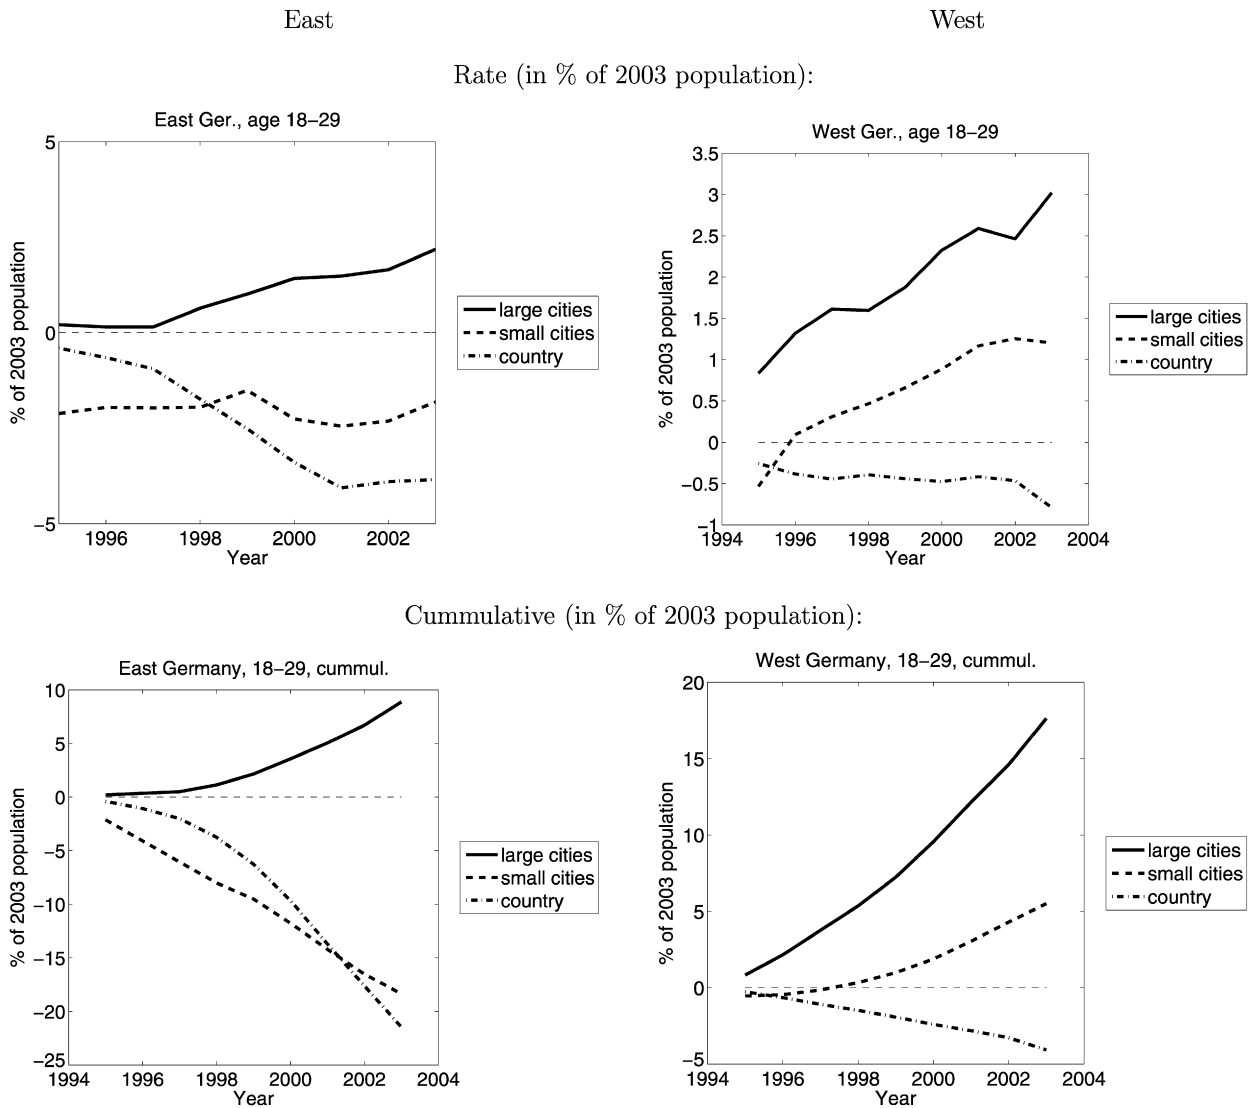 East
West
Rate (in % of 2003 population):
East Ger., age 18–29
% of 2003 population
5
0
−5
1996
1998
2000
2002
Year
large cities
small cities
country
West Ger., age 18–29
% of 2003 population
3.5
3
2.5
2
1.5
1
0.5
0
−0.5
−1
1994
1996
1998
2000
2002
2004
Year
large cities
small cities
country
Cummulative (in % of 2003 population):
East Germany, 18–29, cummul.
% of 2003 population
10
5
0
−5
−10
−15
−20
−25
1994
1996
1998
2000
2002
2004
Year
large cities
small cities
country
West Germany, 18–29, cummul.
% of 2003 population
20
15
10
5
0
−5
1994
1996
1998
2000
2002
2004
Year
large cities
small cities
country